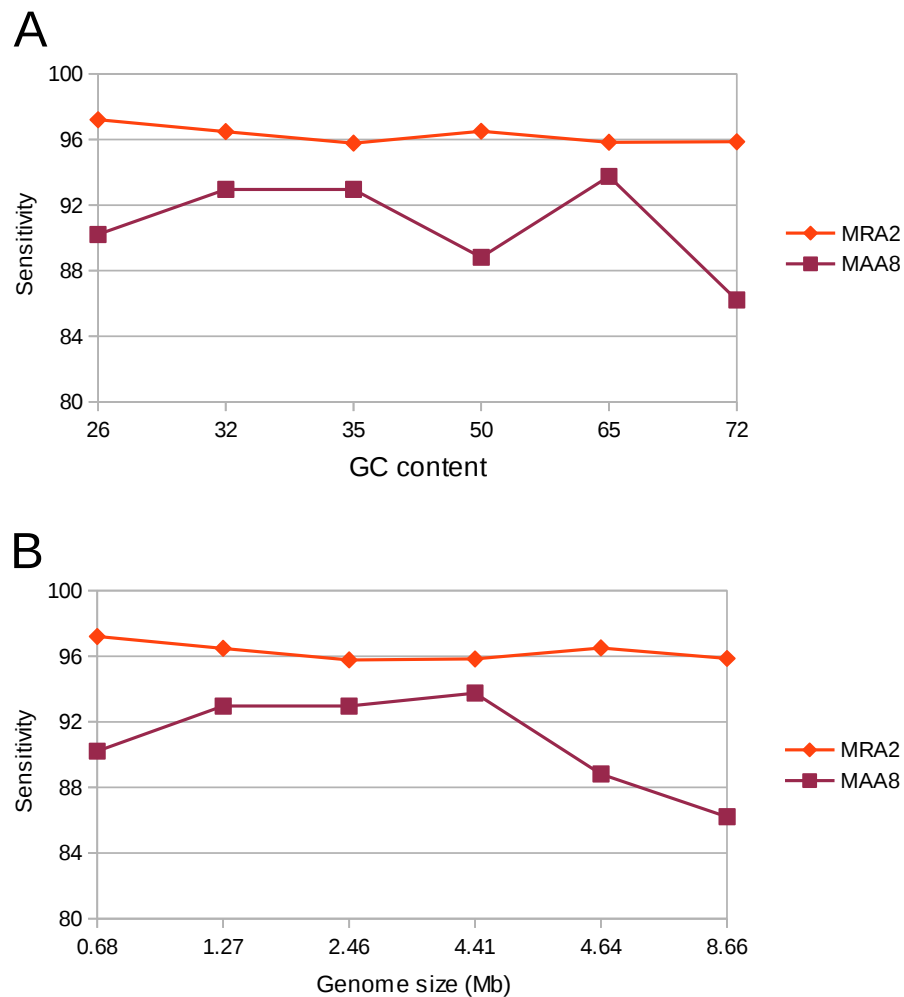 A
100
96
92
88
84
80
Sensitivity
26 32 35 50 65 72
GC content
MRA2
MAA8
B
100
96
92
88
84
80
Sensitivity
0.68 1.27 2.46 4.41 4.64 8.66
Genome size (Mb)
MRA2
MAA8